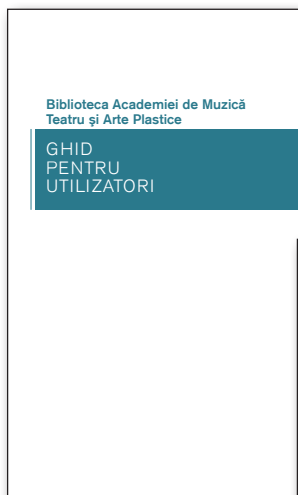 Biblioteca Academiei de Muzică
Teatru şi Arte Plastice
GHID
PENTRU
UTILIZATORI